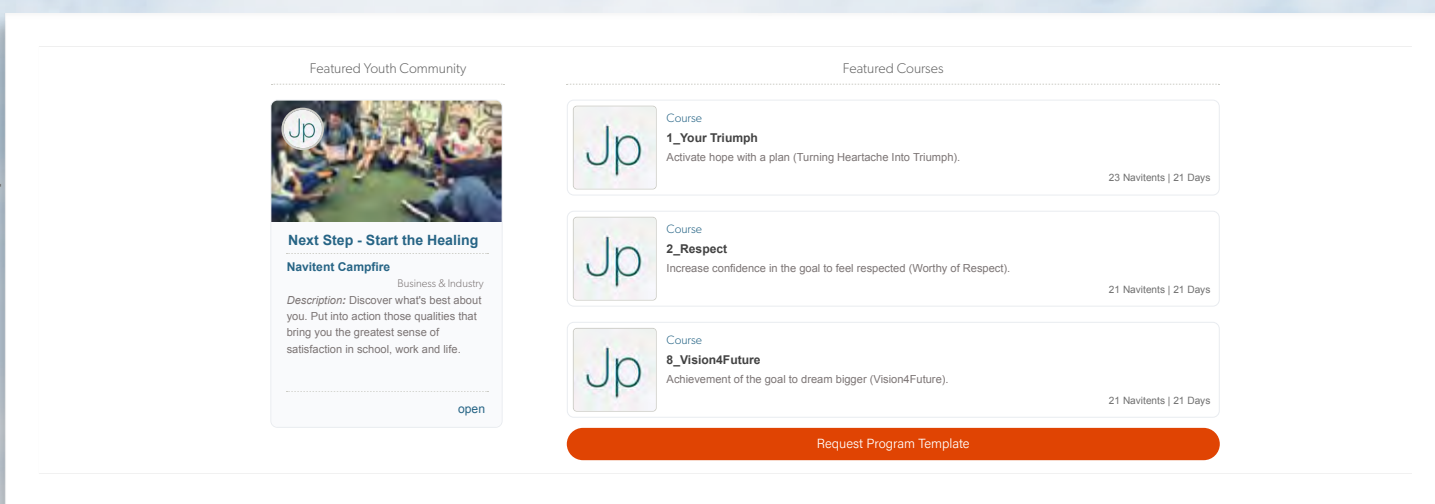 Featured Youth Community
Jp
Next Step - Start the Healing
Navitent Campfire
Business & Industry
Description: Discover what's best about
you. Put into action those qualities that
bring you the greatest sense of
satisfaction in school, work and life.
open
Featured Courses
Jp
Course
1_Your Triumph
Activate hope with a plan (Turning Heartache Into Triumph).
23 Navitents | 21 Days
Jp
Course
2_Respect
Increase confidence in the goal to feel respected (Worthy of Respect).
21 Navitents | 21 Days
Jp
Course
8_Vision4Future
Achievement of the goal to dream bigger (Vision4Future).
21 Navitents | 21 Days
Request Program Template